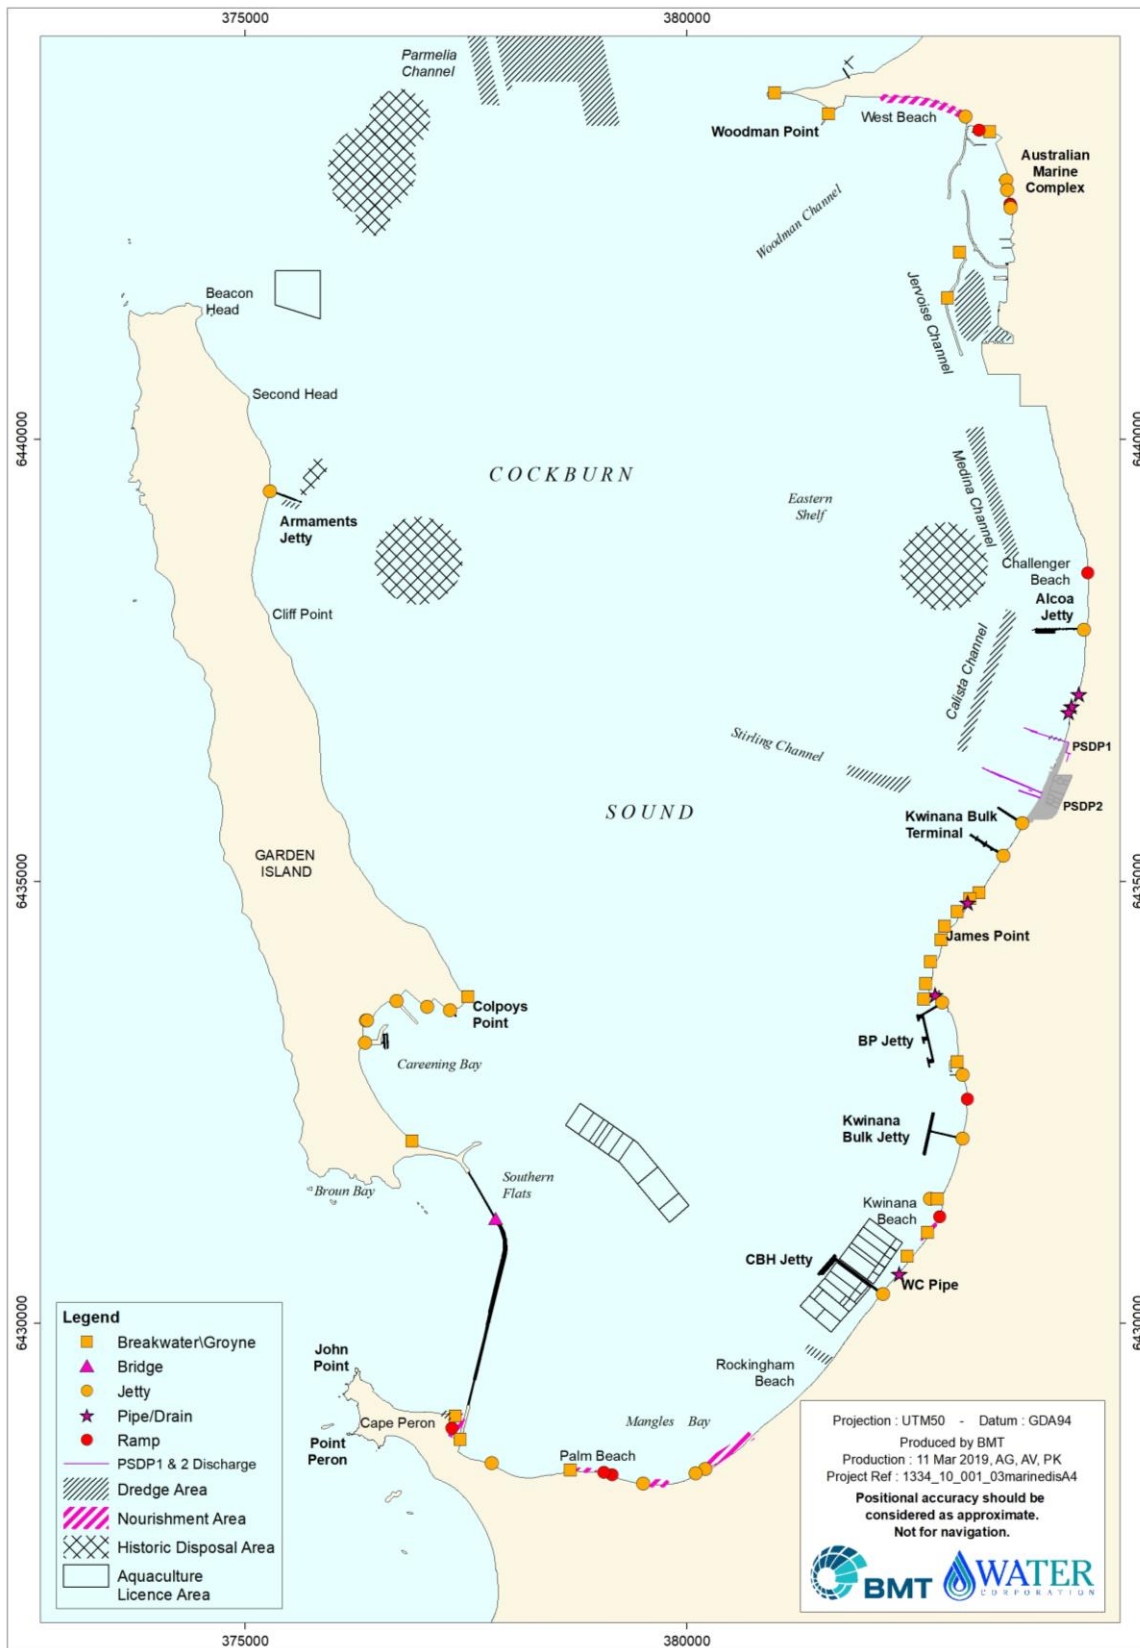 375000
380000
Parmelia
Channel
Woodman Point
West Beach
Australian
Marine
Complex
Woodman Channel
Beacon
Head
Jervoise Channel
Second Head
6440000
6440000
COCKBURN
Medina Channel
Eastern
Shelf
Armaments
Jetty
Challenger
Beach
Alcoa
Jetty
Cliff Point
Calista Channel
Stirling Channel
PSDP1
SOUND
PSDP2
Kwinana Bulk
Terminal
GARDEN
ISLAND
6435000
6435000
James Point
Colpoys
Point
BP Jetty
Careening Bay
Kwinana
Bulk Jetty
Southern
Flats
Broun Bay
Kwinana
Beach
CBH Jetty
WC Pipe
6430000
6430000
John
Point
Rockingham
Beach
Cape Peron
Mangles Bay
Point
Peron
Palm Beach
Legend
Breakwater\Groyne
Bridge
Jetty
Pipe/Drain
Ramp
PSDP1 & 2 Discharge
Dredge Area
Nourishment Area
Historic Disposal Area
Aquaculture
Licence Area
Projection : UTM50 - Datum : GDA94
Produced by BMT
Production : 11 Mar 2019, AG, AV, PK
Project Ref : 1334_10_001_03marinedisA4
Positional accuracy should be
considered as approximate.
Not for navigation.
BMT
WATER
CORPORATION
375000
380000